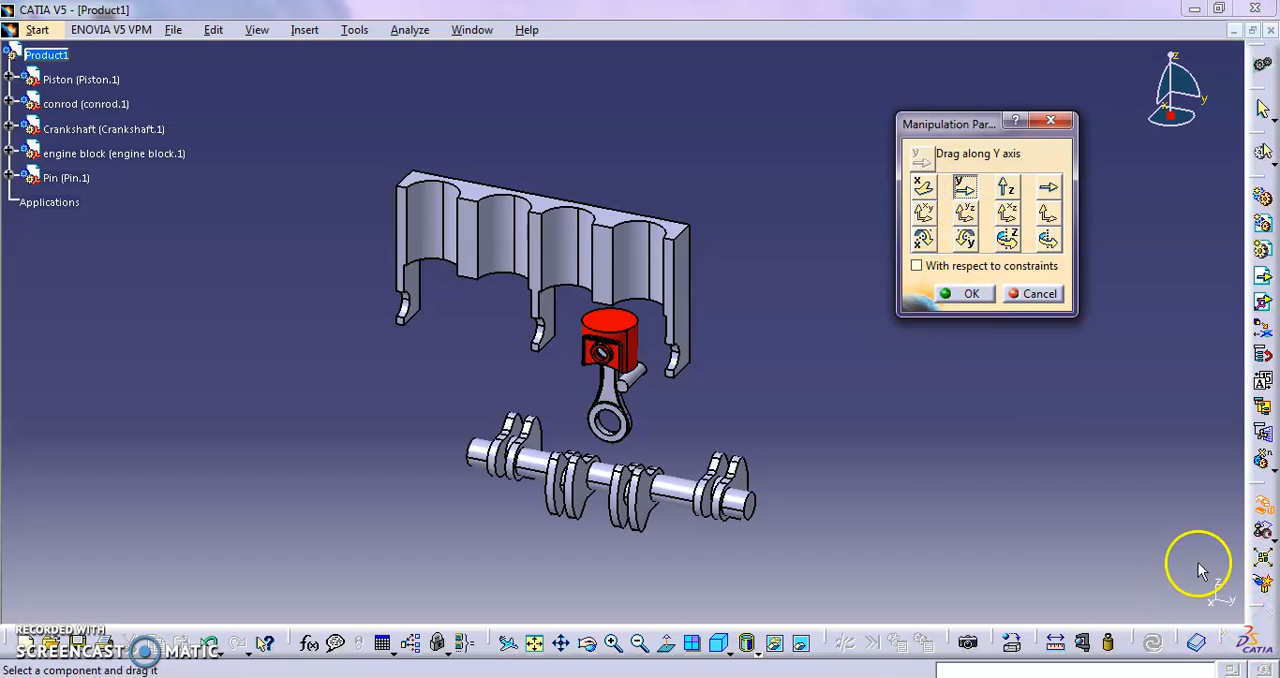 CATIA V5 - [Product1]
Start ENOVIA V5 VPM File Edit View Insert Tools Analyze Window Help
Product1
Piston (Piston.1)
conrod (conrod.1)
Crankshaft (Crankshaft.1)
engine block (engine block.1)
Pin (Pin.1)
Applications
z
y
x
Manipulation Par...
Drag along Y axis
With respect to constraints
OK Cancel
z
x y
RECORDED WITH
SCREENCAST MATIC
CATIA
Select a component and drag it